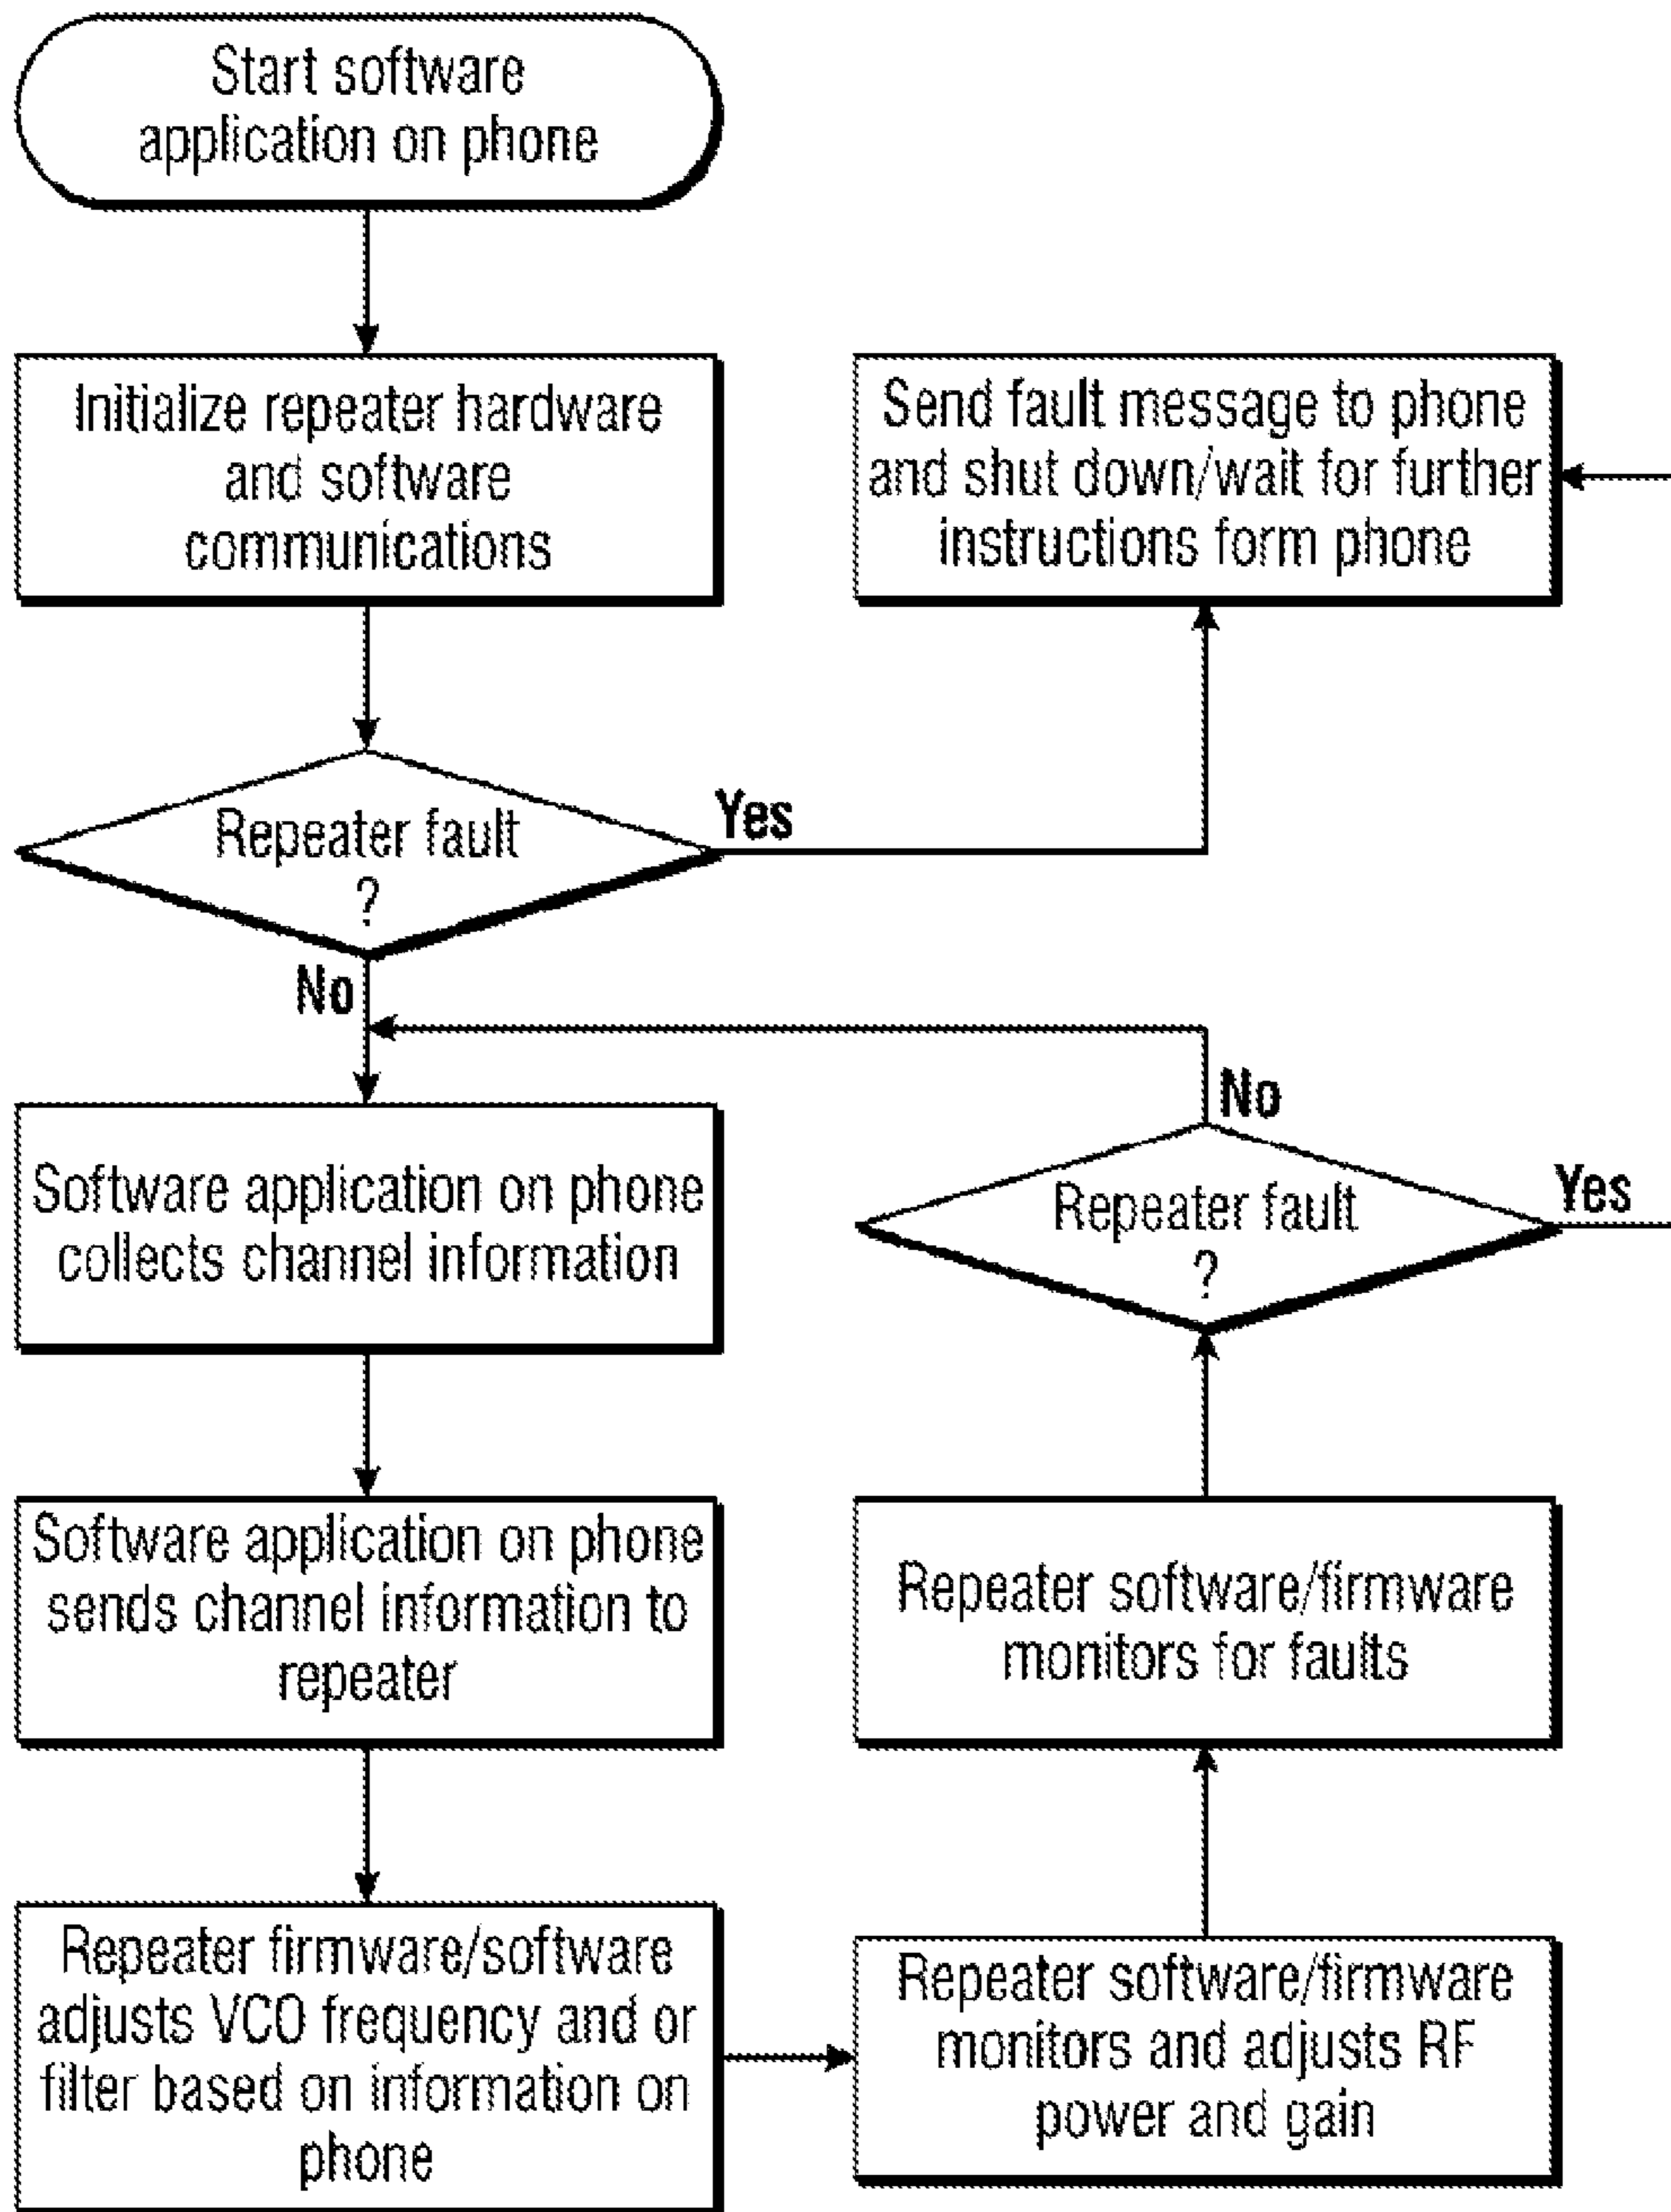 Start software
application on phone
Initialize repeater hardware
and software
communications
Send fault message to phone
and shut down/wait for further
instructions form phone
Repeater fault
?
Yes
No
Software application on phone
collects channel information
No
Repeater fault
?
Yes
Software application on phone
sends channel information to
repeater
Repeater software/firmware
monitors for faults
Repeater firmware/software
adjusts VCO frequency and or
filter based on information on
phone
Repeater software/firmware
monitors and adjusts RF
power and gain